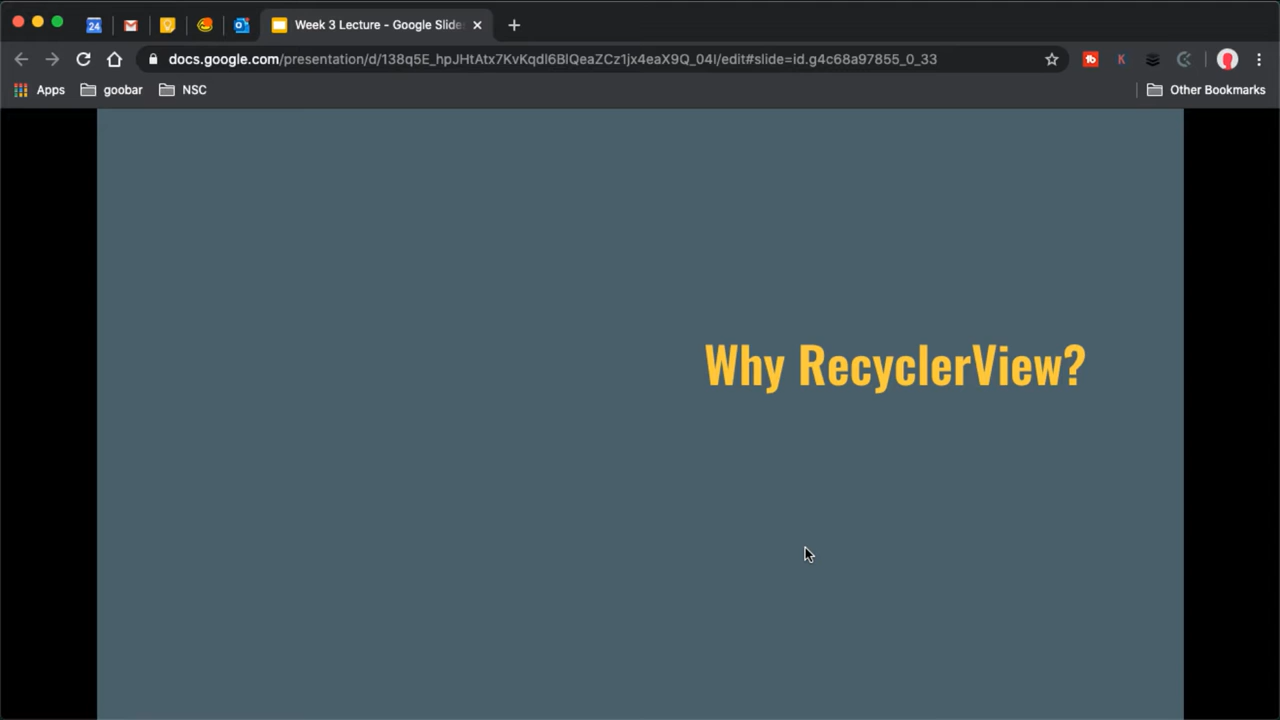 24
Week 3 Lecture - Google Slide
docs.google.com/presentation/d/138q5E_hpJHtAtx7KvKqdl6BlQeaZCz1jx4eaX9Q_04I/edit#slide=id.g4c68a97855_0_33
Apps goobar NSC Other Bookmarks
Why RecyclerView?